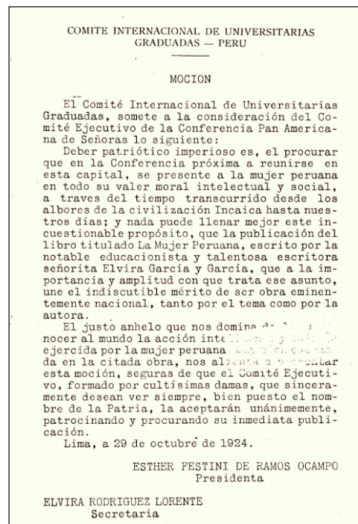 COMITE INTERNACIONAL DE UNIVERSITARIAS
GRADUADAS — PERU
MOCION
El Comité Internacional de Universitarias
Graduadas, somete a la consideración del Co-
mité Ejecutivo de la Conferencia Pan America-
na de Señoras lo siguiente:
Deber patriótico imperioso es, el procurar
que en la Conferencia próxima a reunirse en
esta capital, se presente a la mujer peruana
en todo su valer moral intelectual y social,
a traves del tiempo transcurrido desde los
albores de la civilización Incaica hasta nues-
tros días; y nada puede llenar mejor este in-
cuestionable propósito, que la publicación del
libro titulado La Mujer Peruana, escrito por la
notable educacionista y talentosa escritora
señorita Elvira García y García, que a la im-
portancia y amplitud con que trata ese asunto,
une el indiscutible mérito de ser obra eminen-
temente nacional, tanto por el tema como por la
autora.
El justo anhelo que nos domina
nocer al mundo la acción
ejercida por la mujer peruana
da en la citada obra, nos
esta moción, seguras de que el Comité Ejecuti-
vo, formado por cultísimas damas, que sincera-
mente desean ver siempre, bien puesto el nom-
bre de la Patria, la aceptarán unánimemente,
patrocinando y procurando su inmediata publi-
cación.
Lima, a 29 de octubre de 1924.
ESTHER FESTINI DE RAMOS OCAMPO
Presidenta
ELVIRA RODRIGUEZ LORENTE
Secretaria